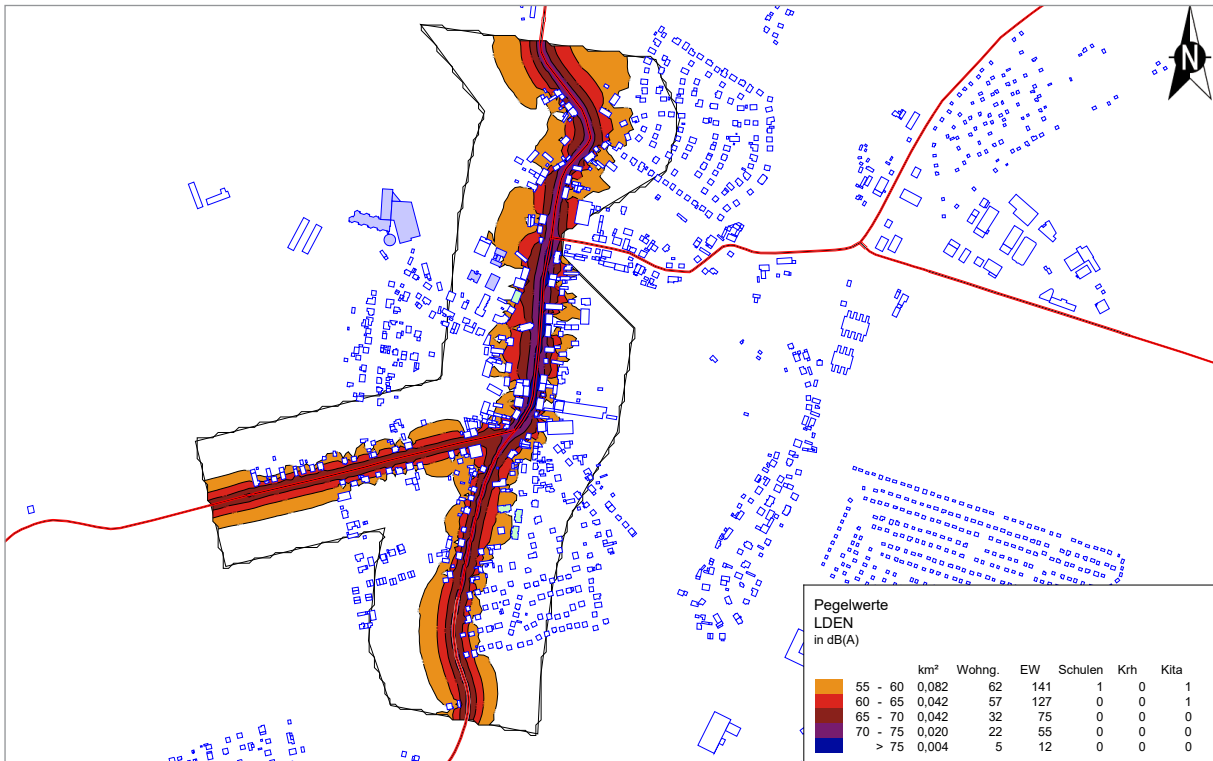 N
Pegelwerte
LDEN
in dB(A)
km² Wohng. EW Schulen Krh Kita
55 - 60 0,082 62 141 1 0 1
60 - 65 0,042 57 127 0 0 1
65 - 70 0,042 32 75 0 0 0
70 - 75 0,020 22 55 0 0 0
> 75 0,004 5 12 0 0 0